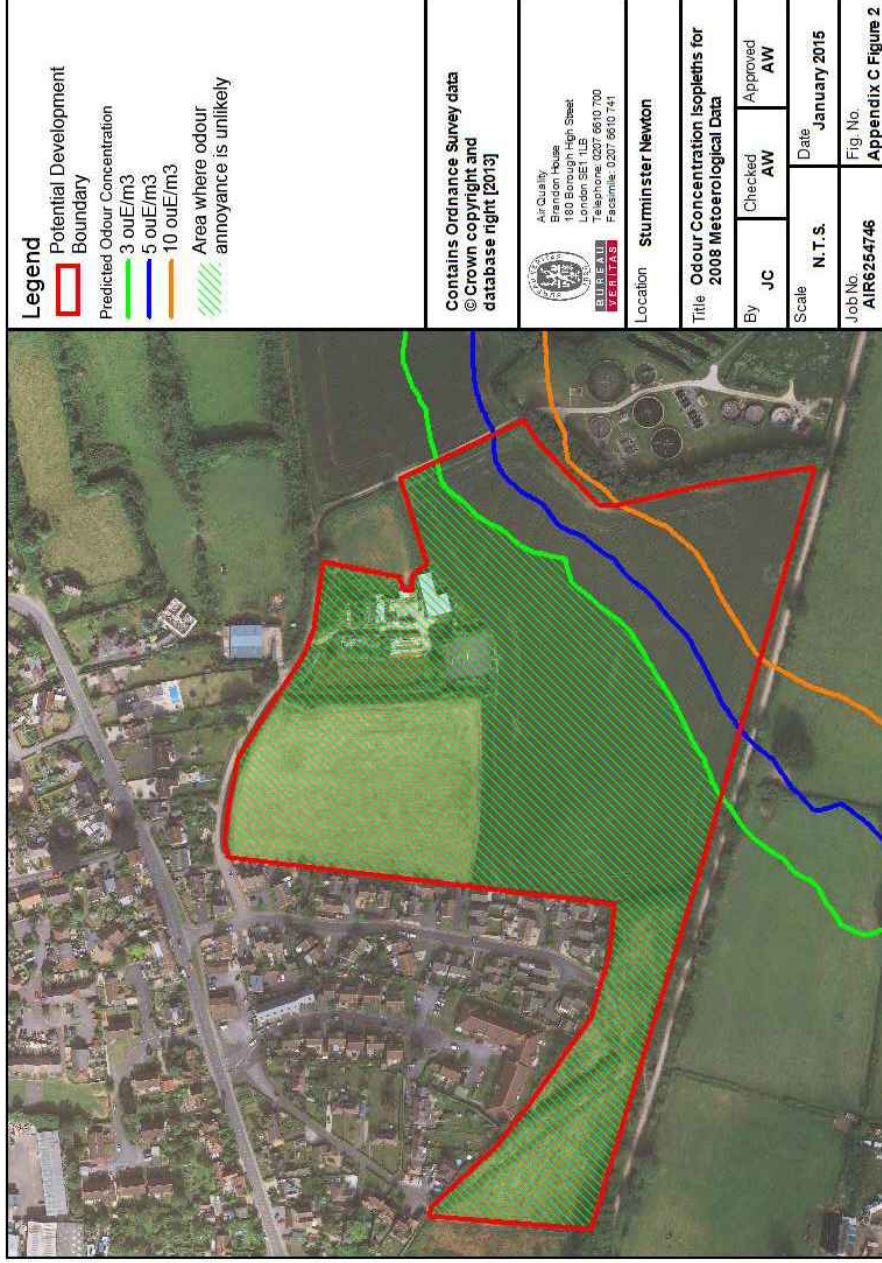 Legend
Potential Development
Boundary
Predicted Odour Concentration
3 ouE/m3
5 ouE/m3
10 ouE/m3
Area where odour
annoyance is unlikely
Contains Ordnance Survey data
© Crown copyright and
database right [2013]
BUREAU
VERITAS
Air Quality
Brandon House
180 Borough High Street
London SE1 1LB
Telephone: 0207 6610 700
Facsimile: 0207 6610 741
Location Sturminster Newton
Title Odour Concentration Isopleths for
2008 Metoerological Data
By JC
Checked AW
Approved AW
Scale N.T.S.
Date January 2015
Job No. AIR6254746
Fig. No. Appendix C Figure 2